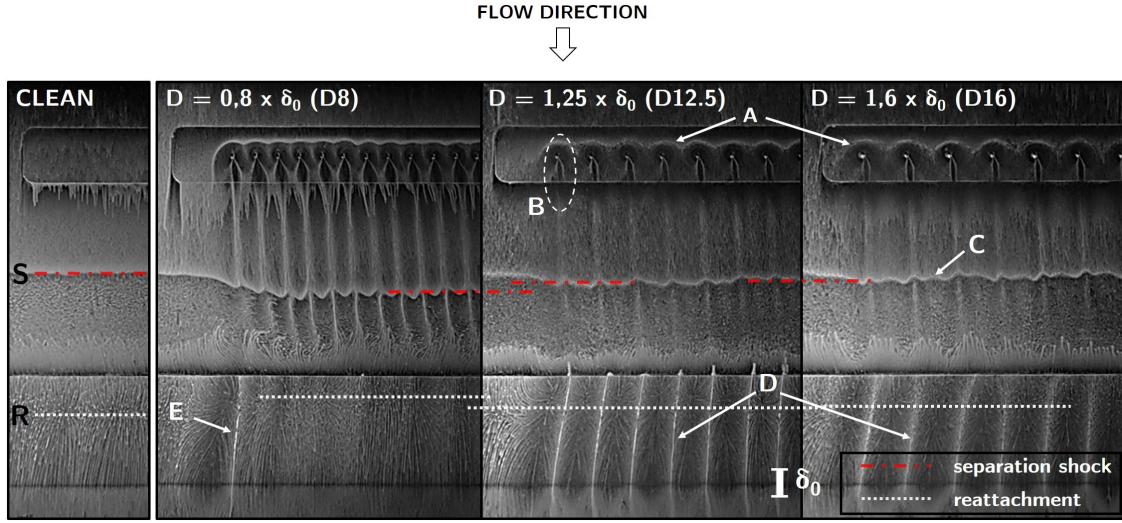 FLOW DIRECTION
CLEAN
D = 0,8 x δ₀ (D8)
D = 1,25 x δ₀ (D12.5)
D = 1,6 x δ₀ (D16)
A
B
S
C
R
E
D
δ₀
separation shock
reattachment